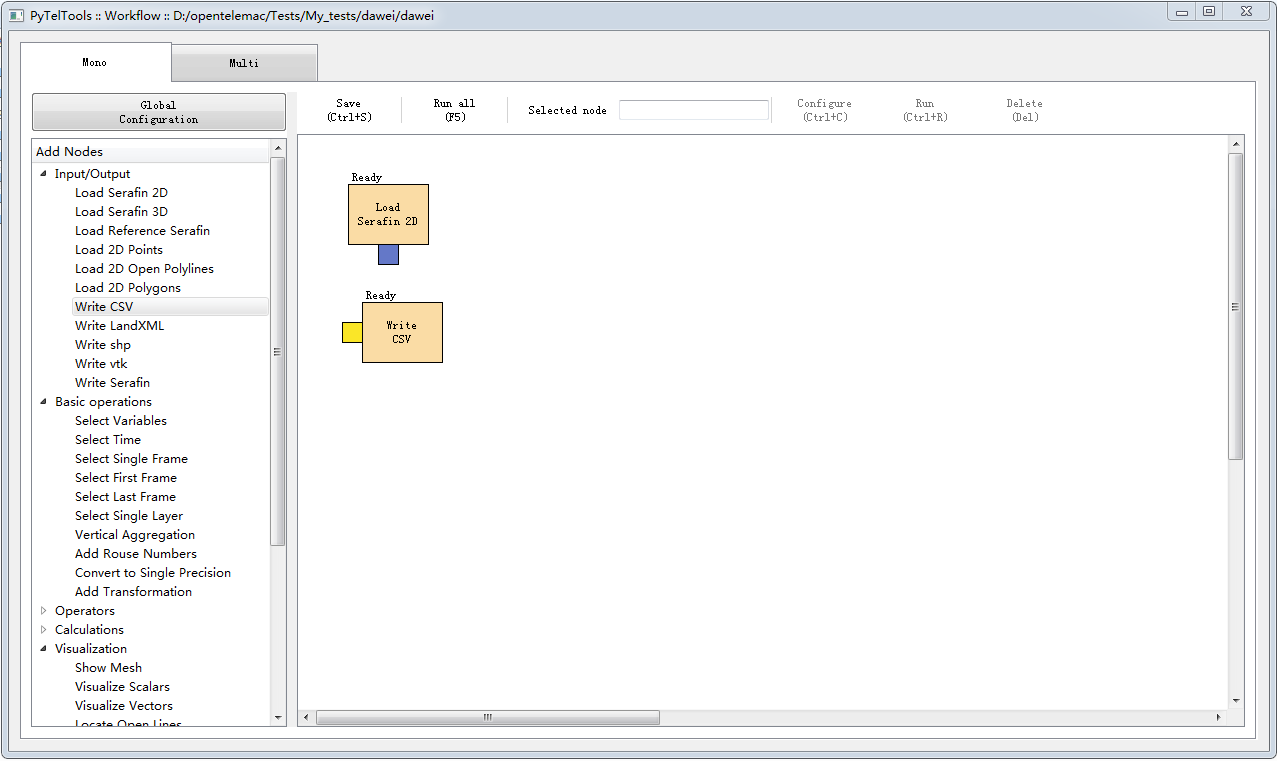 PyTelTools :: Workflow :: D:/opentelemac/Tests/My_tests/dawei/dawei
Mono
Multi
Global
Configuration
Save
(Ctrl+S)
Run all
(F5)
Selected node
Configure
(Ctrl+C)
Run
(Ctrl+R)
Delete
(Del)
Add Nodes
Input/Output
Load Serafin 2D
Load Serafin 3D
Load Reference Serafin
Load 2D Points
Load 2D Open Polylines
Load 2D Polygons
Write CSV
Write LandXML
Write shp
Write vtk
Write Serafin
Basic operations
Select Variables
Select Time
Select Single Frame
Select First Frame
Select Last Frame
Select Single Layer
Vertical Aggregation
Add Rouse Numbers
Convert to Single Precision
Add Transformation
Operators
Calculations
Visualization
Show Mesh
Visualize Scalars
Visualize Vectors
Locate Open Lines
Ready
Load
Serafin 2D
Ready
Write
CSV